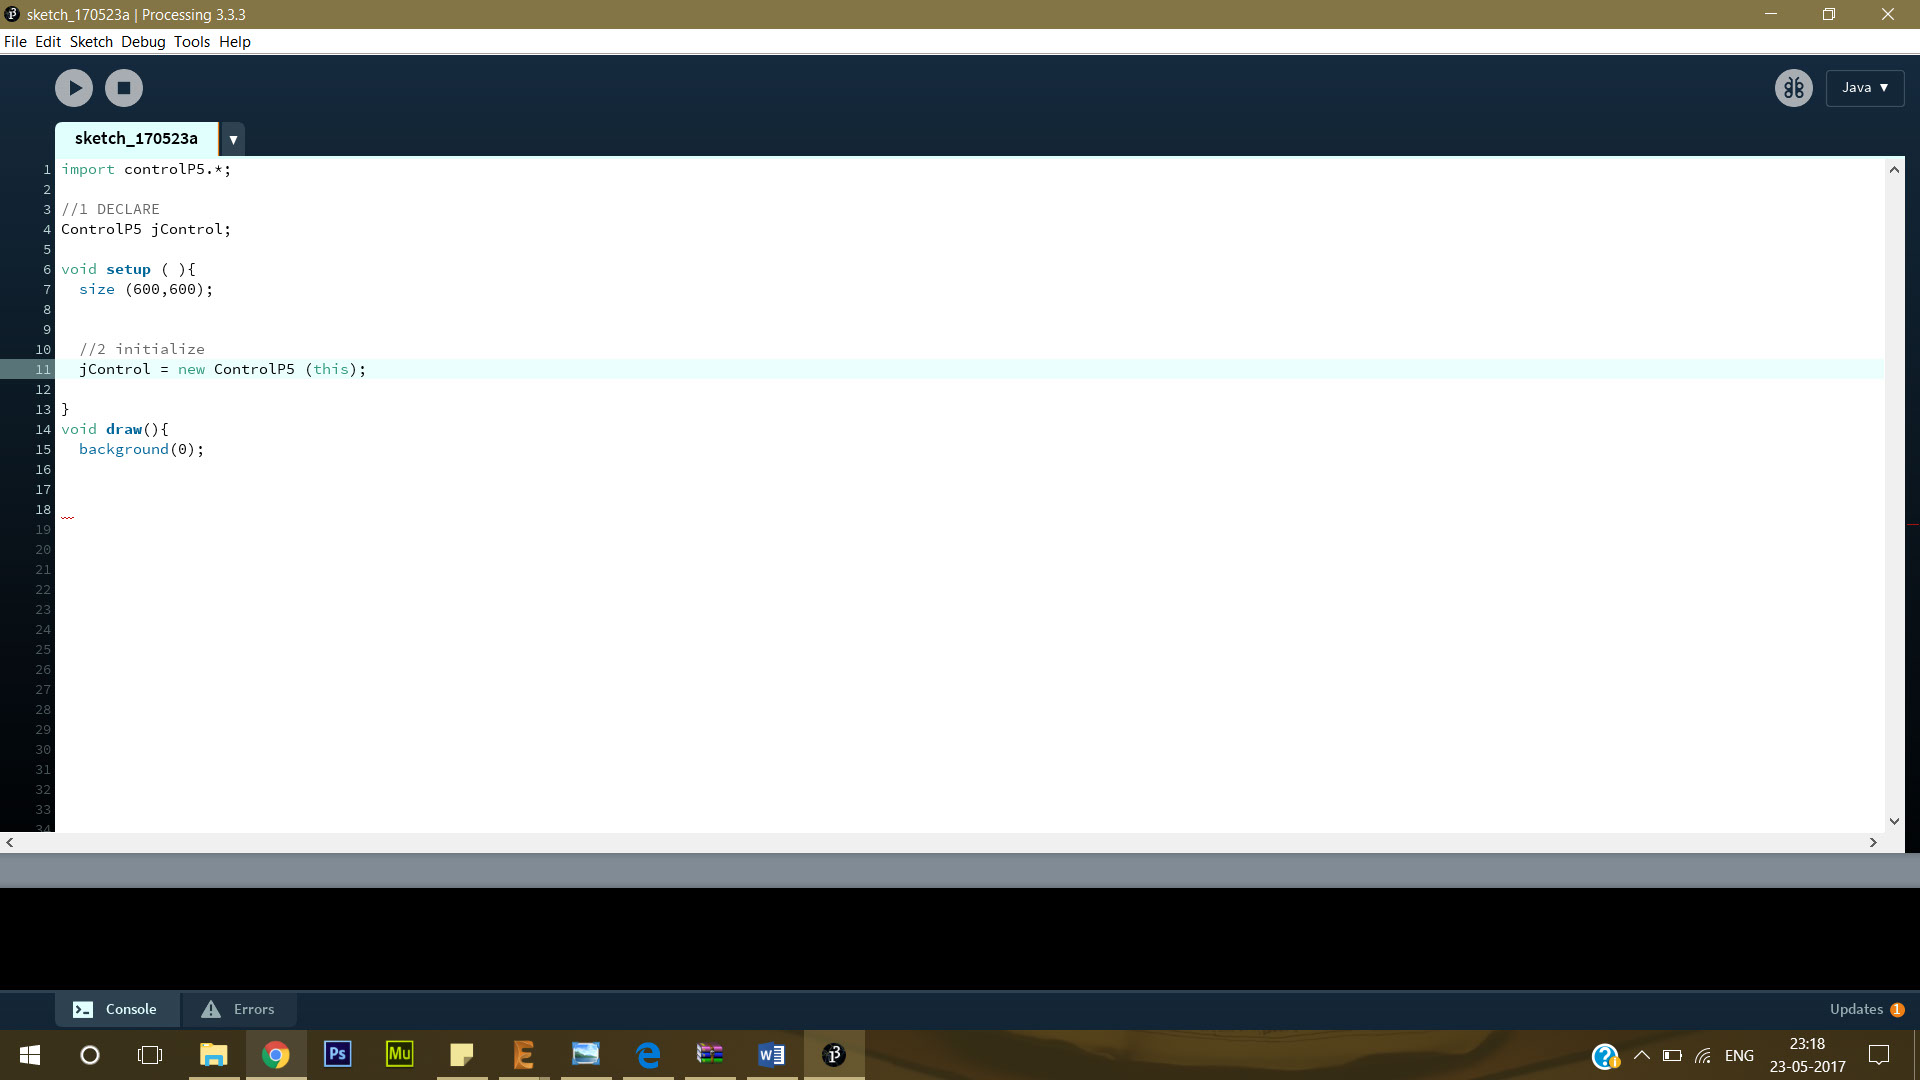 sketch_170523a | Processing 3.3.3
File Edit Sketch Debug Tools Help
Java ▼
sketch_170523a ▼
1 import controlP5.*;
2
3 //1 DECLARE
4 ControlP5 jControl;
5
6 void setup ( ){
7 size (600,600);
8
9
10 //2 initialize
11 jControl = new ControlP5 (this);
12
13 }
14 void draw(){
15 background(0);
16
17
18
19
20
21
22
23
24
25
26
27
28
29
30
31
32
33
34
Console Errors Updates 1
Ps Mu W ENG 23:18
23-05-2017